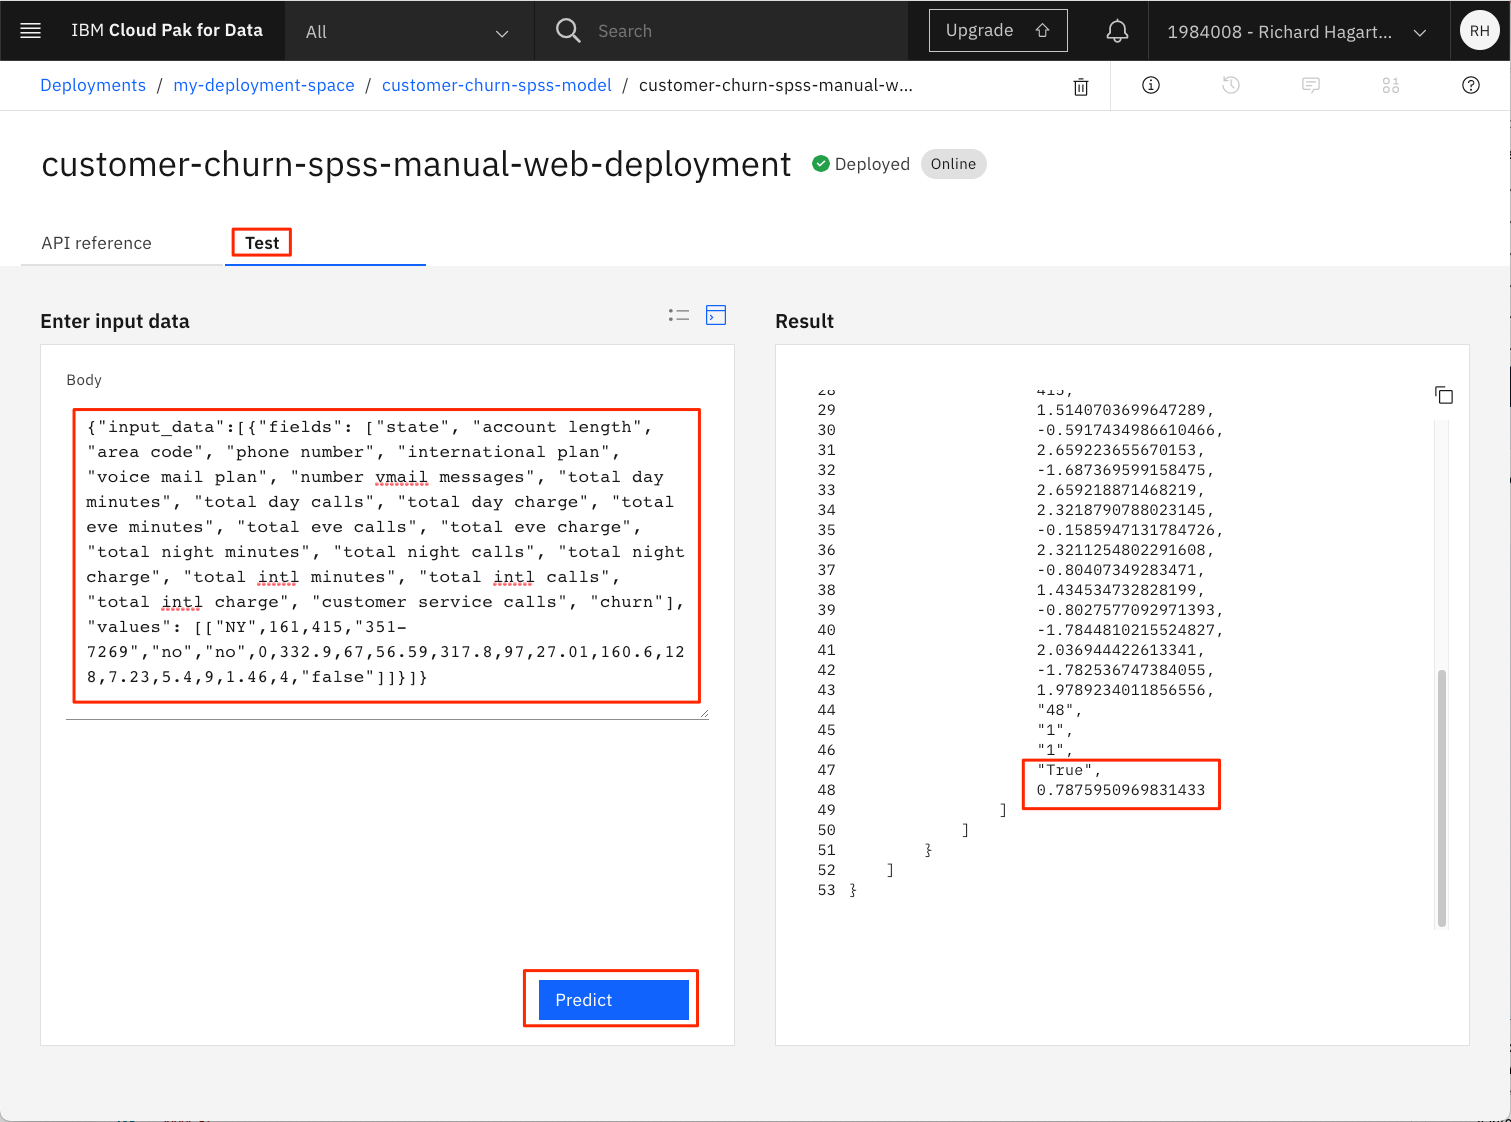 IBM Cloud Pak for Data
All
Search
Upgrade
1984008 - Richard Hagart...
RH
Deployments / my-deployment-space / customer-churn-spss-model / customer-churn-spss-manual-w...
customer-churn-spss-manual-web-deployment
Deployed
Online
API reference
Test
Enter input data
Body
{"input_data":[{"fields": ["state", "account length",
"area code", "phone number", "international plan",
"voice mail plan", "number vmail messages", "total day
minutes", "total day calls", "total day charge", "total
eve minutes", "total eve calls", "total eve charge",
"total night minutes", "total night calls", "total night
charge", "total intl minutes", "total intl calls",
"total intl charge", "customer service calls", "churn"],
"values": [["NY",161,415,"351-
7269","no","no",0,332.9,67,56.59,317.8,97,27.01,160.6,12
8,7.23,5.4,9,1.46,4,"false"]]}]}
Predict
Result
28 415,
29 1.5140703699647289,
30 -0.5917434986610466,
31 2.659223655670153,
32 -1.687369599158475,
33 2.659218871468219,
34 2.3218790788023145,
35 -0.1585947131784726,
36 2.3211254802291608,
37 -0.80407349283471,
38 1.434534732828199,
39 -0.8027577092971393,
40 -1.7844810215524827,
41 2.036944422613341,
42 -1.782536747384055,
43 1.9789234011856556,
44 "48",
45 "1",
46 "1",
47 "True",
48 0.7875950969831433
49 ]
50 ]
51 }
52 ]
53 }